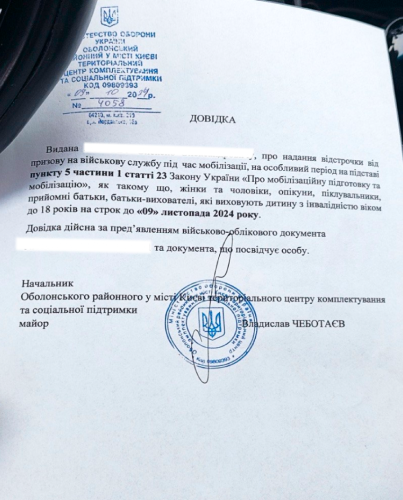 МІНІСТЕРСТВО ОБОРОНИ
УКРАЇНИ
ОБОЛОНСЬКИЙ
РАЙОННИЙ У МІСТІ КИЄВІ
ТЕРИТОРІАЛЬНИЙ
ЦЕНТР КОМПЛЕКТУВАННЯ
ТА СОЦІАЛЬНОЇ ПІДТРИМКИ
КОД 09809393
«09» 10 2024р.
№ 4058
04210, м.
ДОВІДКА
Видана
, про надання відстрочки від
призову на військову службу під час мобілізації, на особливий період на підставі
пункту 5 частини 1 статті 23 Закону України «Про мобілізаційну підготовку та
мобілізацію», як такому що, жінки та чоловіки, опікуни, піклувальники,
прийомні батьки, батьки-вихователі, які виховують дитину з інвалідністю віком
до 18 років на строк до «09» листопада 2024 року.
Довідка дійсна за пред’явленням військово-облікового документа
та документа, що посвідчує особу.
Начальник
Оболонського районного у місті Києві територіального центру комплектування
та соціальної підтримки
майор Владислав ЧЕБОТАЄВ